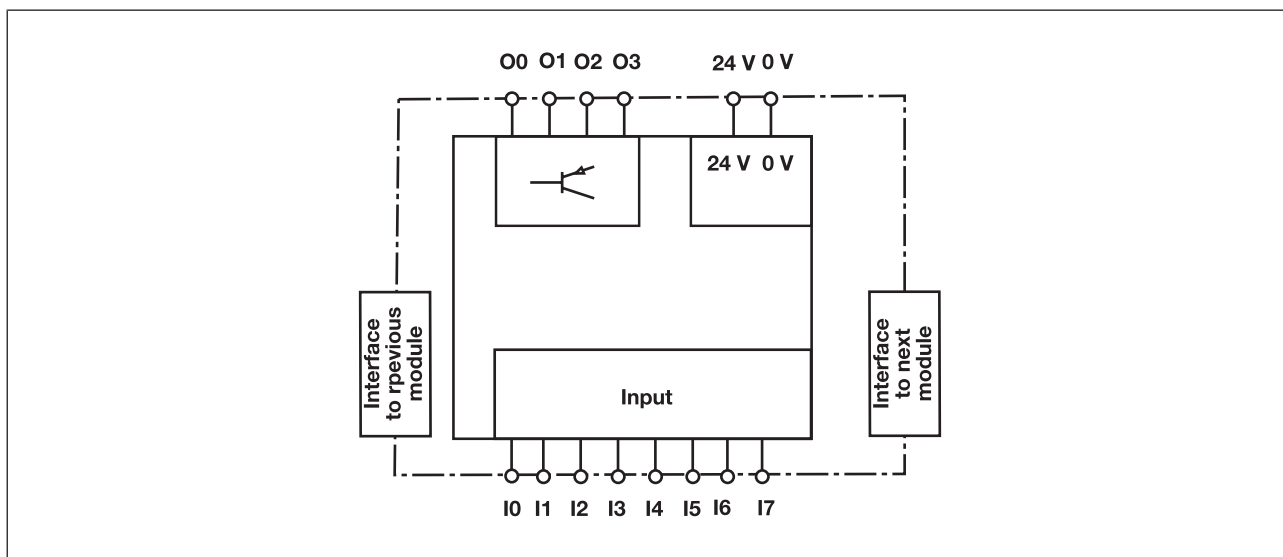 O0 O1 O2 O3 24 V 0 V
24 V 0 V
Interface
to rpevious
module
Interface
to next
module
Input
I0 I1 I2 I3 I4 I5 I6 I7